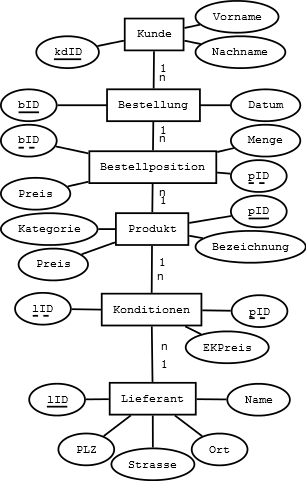 Vorname
Kunde
kdID
Nachname
1
n
bID
Bestellung
Datum
1
n
bID
Menge
Bestellposition
pID
Preis
n
1
pID
Kategorie
Produkt
Bezeichnung
Preis
1
n
lID
Konditionen
pID
n
EKPreis
1
lID
Lieferant
Name
PLZ
Ort
Strasse